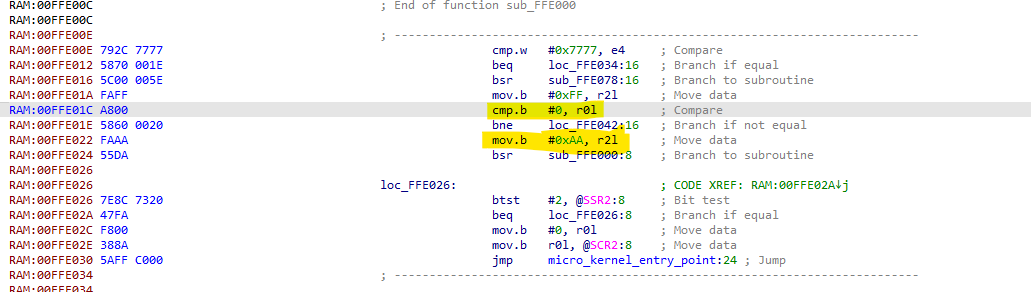 RAM:00FFE00C ; End of function sub_FFE000
RAM:00FFE00C
RAM:00FFE00E ; ---------------------------------------------------------------------------
RAM:00FFE00E 792C 7777 cmp.w #0x7777, e4 ; Compare
RAM:00FFE012 5870 001E beq loc_FFE034:16 ; Branch if equal
RAM:00FFE016 5C00 005E bsr sub_FFE078:16 ; Branch to subroutine
RAM:00FFE01A FAFF mov.b #0xFF, r2l ; Move data
RAM:00FFE01C A800 cmp.b #0, r0l ; Compare
RAM:00FFE01E 5860 0020 bne loc_FFE042:16 ; Branch if not equal
RAM:00FFE022 FAAA mov.b #0xAA, r2l ; Move data
RAM:00FFE024 55DA bsr sub_FFE000:8 ; Branch to subroutine
RAM:00FFE026
RAM:00FFE026 loc_FFE026: ; CODE XREF: RAM:00FFE02A↓j
RAM:00FFE026 7E8C 7320 btst #2, @SSR2:8 ; Bit test
RAM:00FFE02A 47FA beq loc_FFE026:8 ; Branch if equal
RAM:00FFE02C F800 mov.b #0, r0l ; Move data
RAM:00FFE02E 388A mov.b r0l, @SCR2:8 ; Move data
RAM:00FFE030 5AFF C000 jmp micro_kernel_entry_point:24 ; Jump
RAM:00FFE034 ; ---------------------------------------------------------------------------
RAM:00FFE034